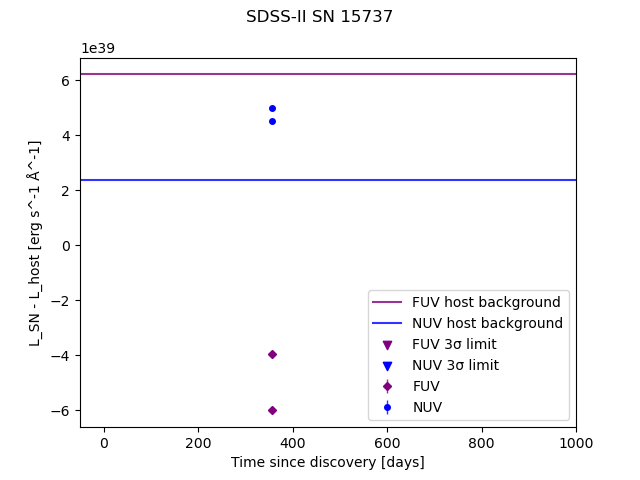 SDSS-II SN 15737
1e39
6
4
2
0
−2
−4
−6
L_SN - L_host [erg s^-1 Å^-1]
FUV host background
NUV host background
FUV 3σ limit
NUV 3σ limit
FUV
NUV
0 200 400 600 800 1000
Time since discovery [days]